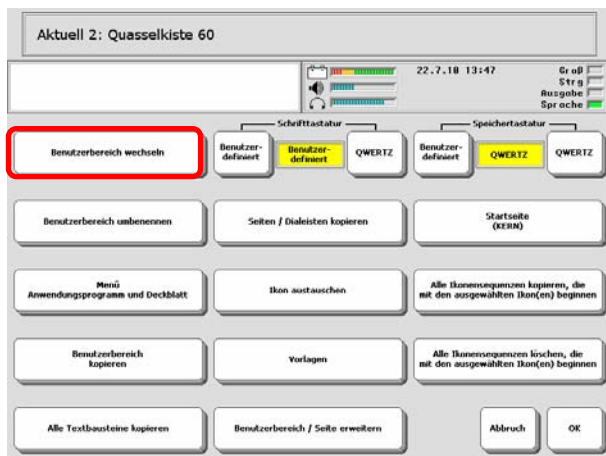 Aktuell 2: Quasselkiste 60
22.7.10 13:47
Groß
Strg
Ausgabe
Sprache
Schrifttastatur
Speichertastatur
Benutzerbereich wechseln
Benutzer-
definiert
Benutzer-
definiert
QWERTZ
Benutzer-
definiert
QWERTZ
QWERTZ
Benutzerbereich umbenennen
Seiten / Dialeisten kopieren
Startseite
(KERN)
Menü
Anwendungsprogramm und Deckblatt
Ikon austauschen
Alle Ikonensequenzen kopieren, die
mit den ausgewählten Ikon(en) beginnen
Benutzerbereich
kopieren
Vorlagen
Alle Ikonensequenzen löschen, die
mit den ausgewählten Ikon(en) beginnen
Alle Textbausteine kopieren
Benutzerbereich / Seite erweitern
Abbruch
OK